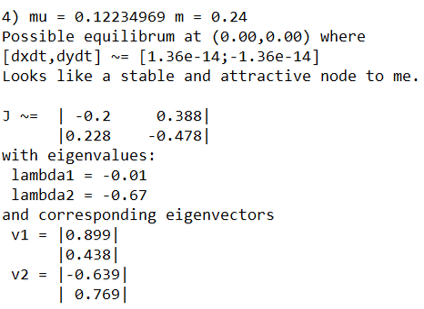 4) mu = 0.12234969 m = 0.24
Possible equilibrum at (0.00,0.00) where
[dxdt,dydt] ~= [1.36e-14;-1.36e-14]
Looks like a stable and attractive node to me.
J ~= | -0.2 0.388|
|0.228 -0.478|
with eigenvalues:
lambda1 = -0.01
lambda2 = -0.67
and corresponding eigenvectors
v1 = |0.899|
|0.438|
v2 = |-0.639|
| 0.769|